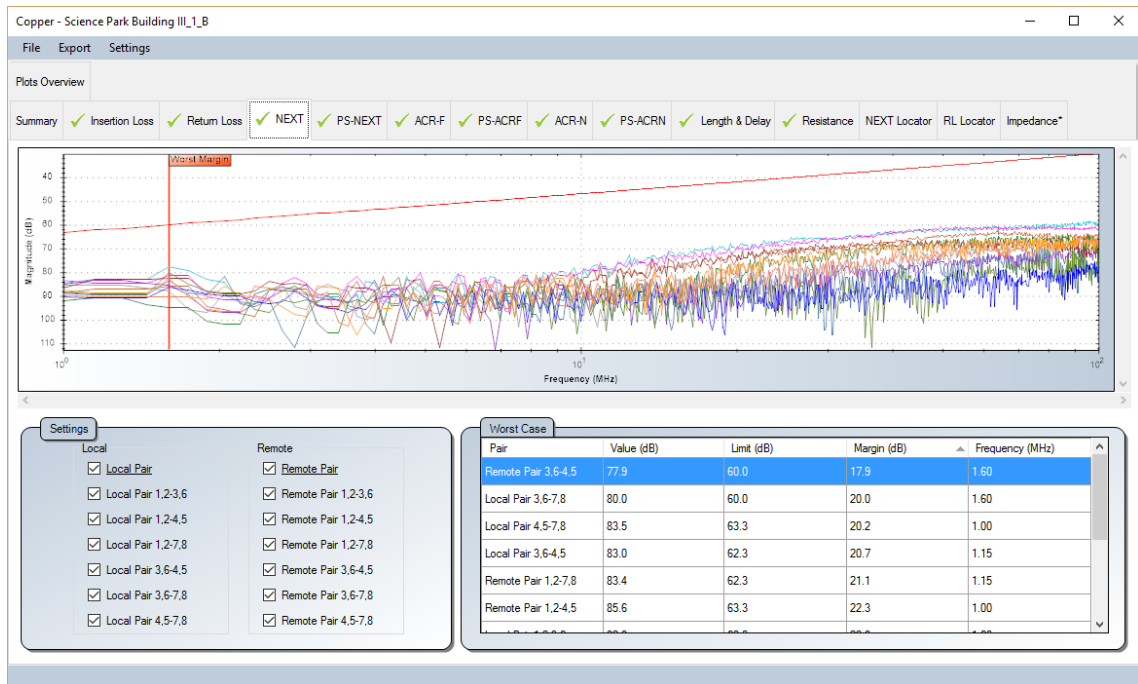 Copper - Science Park Building III_1_B
File Export Settings
Plots Overview
Summary Insertion Loss Return Loss NEXT PS-NEXT ACR-F PS-ACRF ACR-N PS-ACRN Length & Delay Resistance NEXT Locator RL Locator Impedance*
Worst Margin
Magnitude (dB)
40
50
60
70
80
90
100
110
10⁰ 10¹ 10²
Frequency (MHz)
Settings
Local Remote
Local Pair Remote Pair
Local Pair 1,2-3,6 Remote Pair 1,2-3,6
Local Pair 1,2-4,5 Remote Pair 1,2-4,5
Local Pair 1,2-7,8 Remote Pair 1,2-7,8
Local Pair 3,6-4,5 Remote Pair 3,6-4,5
Local Pair 3,6-7,8 Remote Pair 3,6-7,8
Local Pair 4,5-7,8 Remote Pair 4,5-7,8
Worst Case
Pair Value (dB) Limit (dB) Margin (dB) Frequency (MHz)
Remote Pair 3,6-4,5 77.9 60.0 17.9 1.60
Local Pair 3,6-7,8 80.0 60.0 20.0 1.60
Local Pair 4,5-7,8 83.5 63.3 20.2 1.00
Local Pair 3,6-4,5 83.0 62.3 20.7 1.15
Remote Pair 1,2-7,8 83.4 62.3 21.1 1.15
Remote Pair 1,2-4,5 85.6 63.3 22.3 1.00